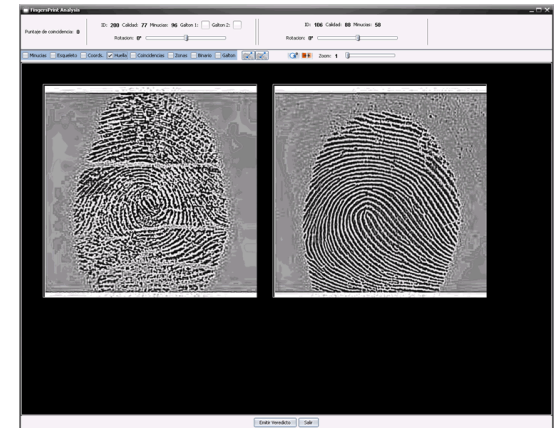 FingersPrint Analysis
Puntaje de coincidencia: 0
ID: 200 Calidad: 77 Minucias: 96 Galton 1: Galton 2:
Rotacion: 0°
ID: 106 Calidad: 88 Minucias: 58
Rotacion: 0°
Minucias Esqueleto Coords. Huella Coincidencias Zonas Binario Galton Zoom: 1
Emitir Veredicto Salir